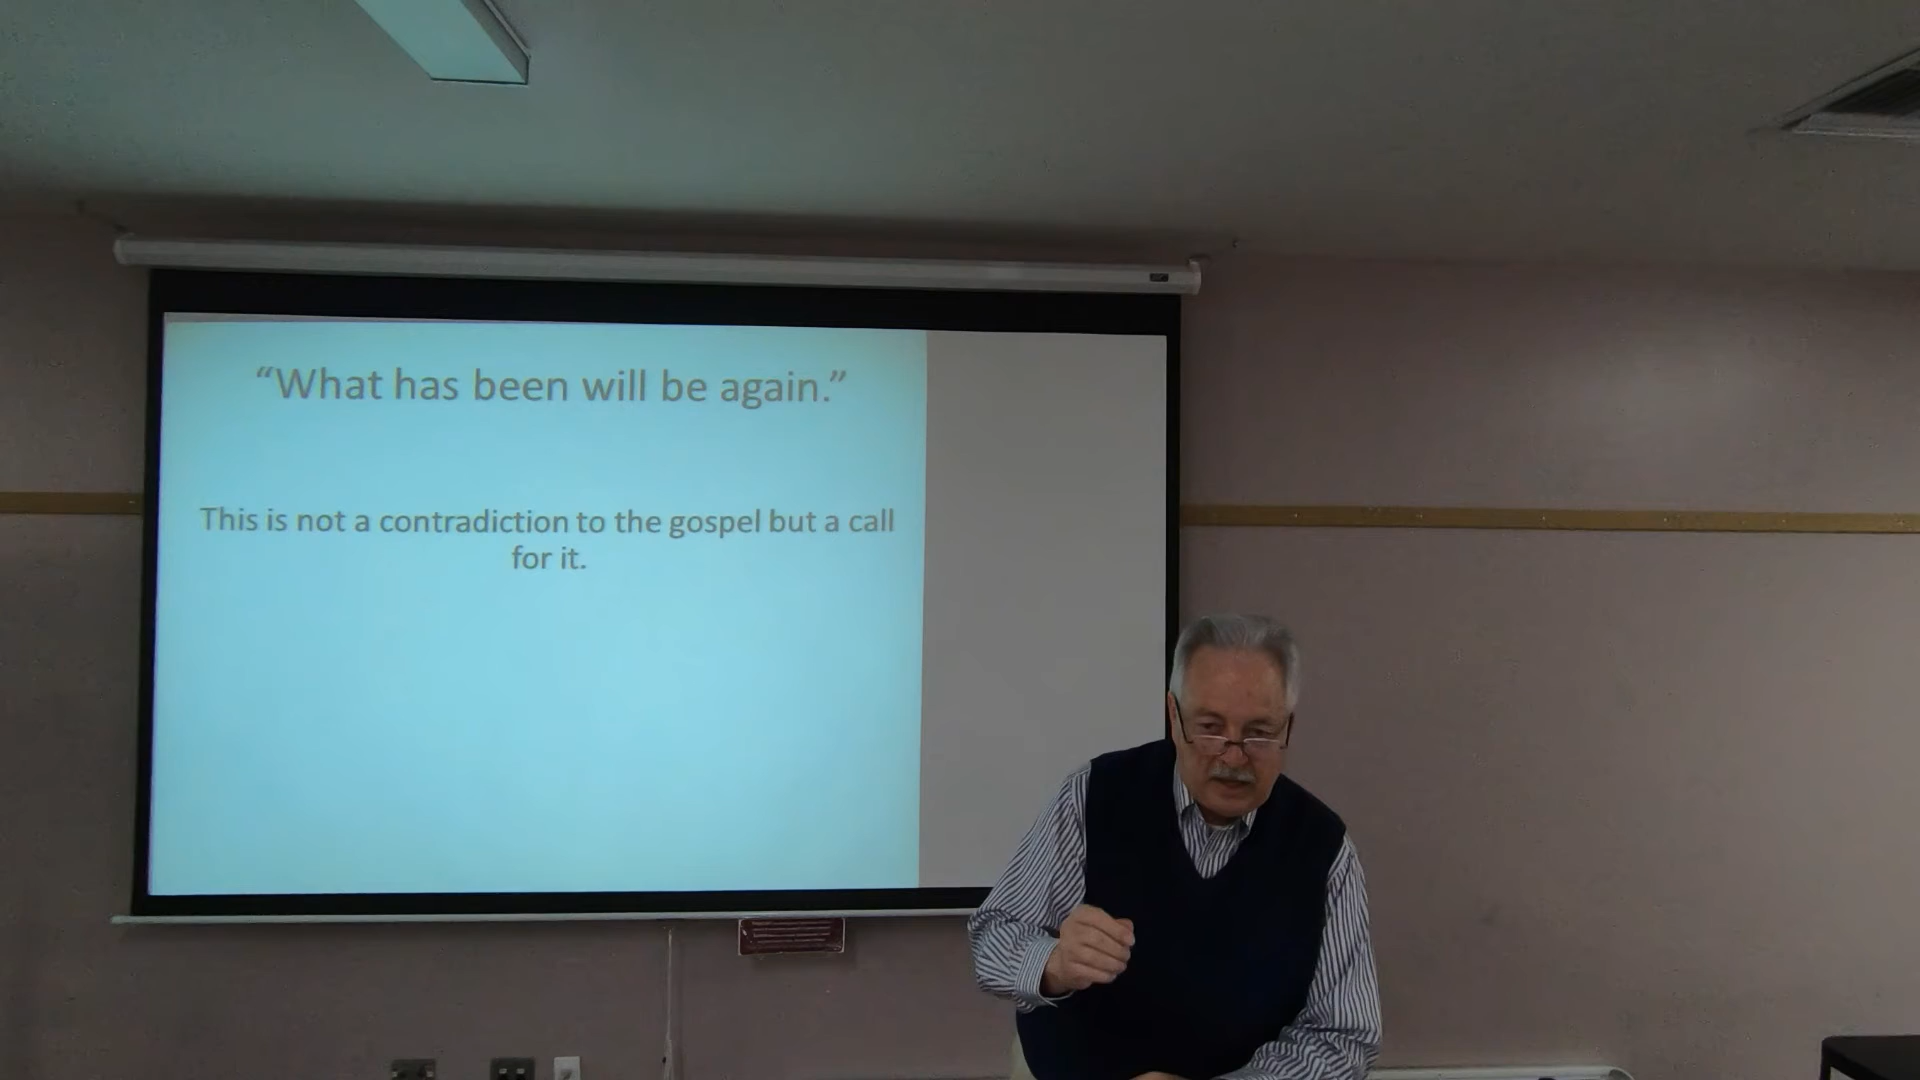 “What has been will be again.”
This is not a contradiction to the gospel but a call
for it.